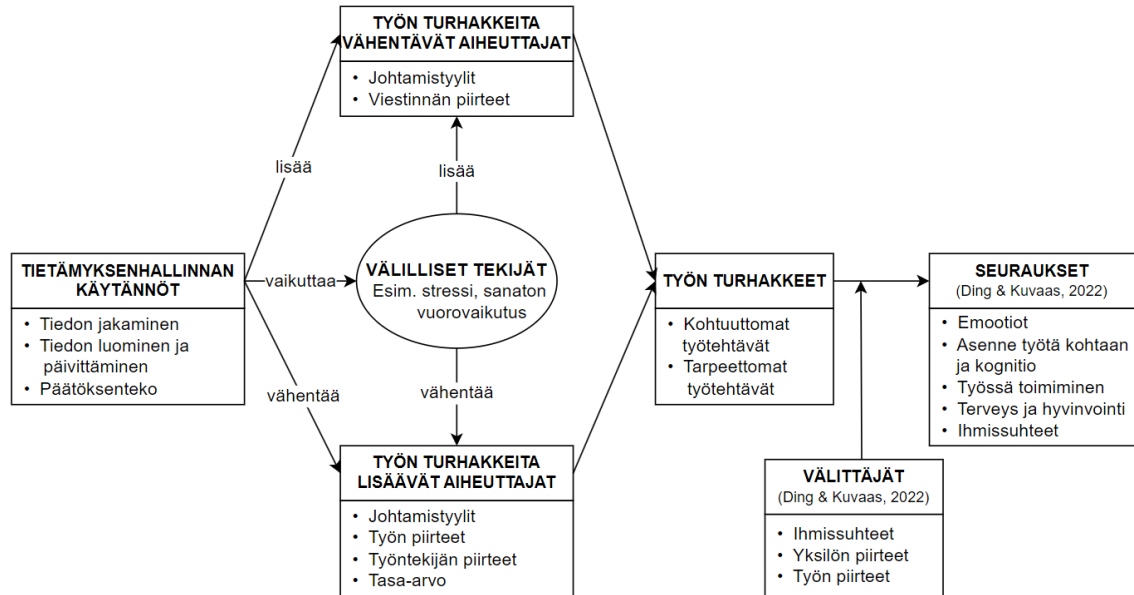 TYÖN TURHAKKEITA
VÄHENTÄVÄT AIHEUTTAJAT
• Johtamistyylit
• Viestinnän piirteet
lisää
lisää
TIETÄMYKSENHALLINNAN
KÄYTÄNNÖT
• Tiedon jakaminen
• Tiedon luominen ja
päivittäminen
• Päätöksenteko
vaikuttaa
VÄLILLISET TEKIJÄT
Esim. stressi, sanaton
vuorovaikutus
vähentää
vähentää
TYÖN TURHAKKEITA
LISÄÄVÄT AIHEUTTAJAT
• Johtamistyylit
• Työn piirteet
• Työntekijän piirteet
• Tasa-arvo
TYÖN TURHAKKEET
• Kohtuuttomat
työtehtävät
• Tarpeettomat
työtehtävät
SEURAUKSET
(Ding & Kuvaas, 2022)
• Emootiot
• Asenne työtä kohtaan
ja kognitio
• Työssä toimiminen
• Terveys ja hyvinvointi
• Ihmissuhteet
VÄLITTÄJÄT
(Ding & Kuvaas, 2022)
• Ihmissuhteet
• Yksilön piirteet
• Työn piirteet